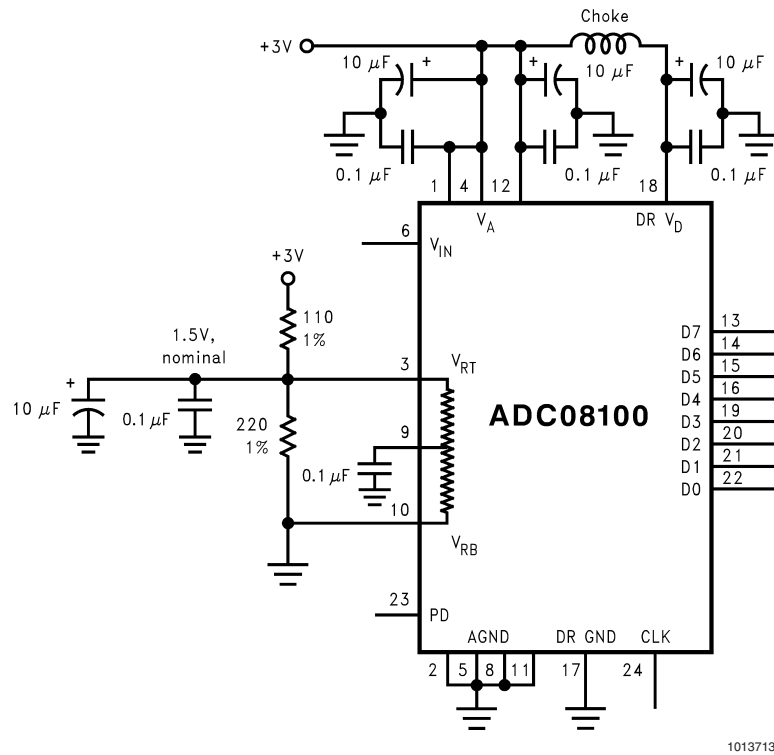 Choke
+3V
10 µF
+
+
10 µF
+
10 µF
0.1 µF
0.1 µF
0.1 µF
1
4
12
18
V_A
DR V_D
6
V_IN
+3V
110
1%
1.5V,
nominal
3
V_RT
+
10 µF
0.1 µF
220
1%
9
0.1 µF
10
V_RB
ADC08100
D7
13
D6
14
D5
15
D4
16
D3
19
D2
20
D1
21
D0
22
23
PD
AGND
DR GND
CLK
2
5
8
11
17
24
1013713